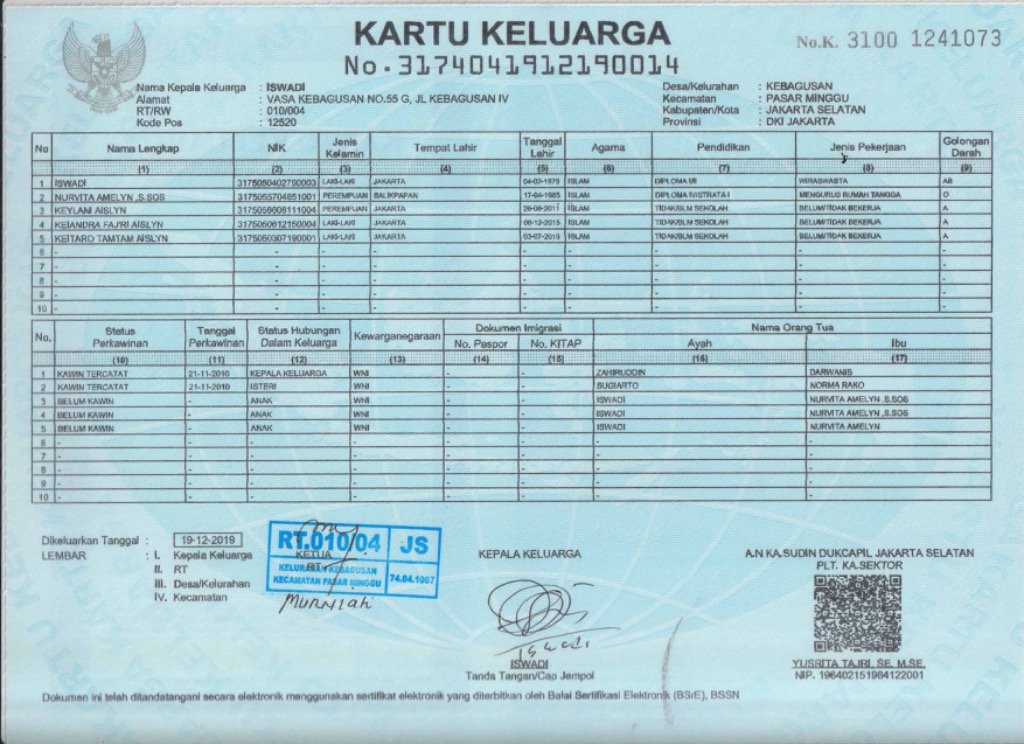 KARTU KELUARGA
No. 3174041912190014
No.K. 3100 1241073
Nama Kepala Keluarga : ISWADI
Alamat : VASA KEBAGUSAN NO.55 G, JL KEBAGUSAN IV
RT/RW : 010/004
Kode Pos : 12520
Desa/Kelurahan : KEBAGUSAN
Kecamatan : PASAR MINGGU
Kabupaten/Kota : JAKARTA SELATAN
Provinsi : DKI JAKARTA
No Nama Lengkap NIK Jenis Kelamin Tempat Lahir Tanggal Lahir Agama Pendidikan Jenis Pekerjaan Golongan Darah
(1) (2) (3) (4) (5) (6) (7) (8) (9)
1 ISWADI 3175050402790003 LAKI-LAKI JAKARTA 04-02-1979 ISLAM DIPLOMA WIRASWASTA AB
2 NURVITA AMELYN ,S.SOS 3175055704851001 PEREMPUAN BALIKPAPAN 17-04-1985 ISLAM DIPLOMA IV/STRATA I MENGURUS RUMAH TANGGA O
3 KEYLANI AISLYN 3175056608111004 PEREMPUAN JAKARTA 26-08-2011 ISLAM TIDAK/BLM SEKOLAH BELUM/TIDAK BEKERJA A
4 KEIANDRA FAJRI AISLYN 3175050612150004 LAKI-LAKI JAKARTA 06-12-2015 ISLAM TIDAK/BLM SEKOLAH BELUM/TIDAK BEKERJA A
5 KEITARO TAMTAM AISLYN 3175050307190001 LAKI-LAKI JAKARTA 03-07-2019 ISLAM TIDAK/BLM SEKOLAH BELUM/TIDAK BEKERJA A
6 - - - - - - - - -
7 - - - - - - - - -
8 - - - - - - - - -
9 - - - - - - - - -
10 - - - - - - - - -
No. Status Perkawinan Tanggal Perkawinan Status Hubungan Dalam Keluarga Kewarganegaraan Dokumen Imigrasi Nama Orang Tua
No. Paspor No. KITAP Ayah Ibu
(10) (11) (12) (13) (14) (15) (16) (17)
1 KAWIN TERCATAT 21-11-2010 KEPALA KELUARGA WNI - - ZAHIRUDDIN DARWANIS
2 KAWIN TERCATAT 21-11-2010 ISTERI WNI - - SUGIARTO NORMA RAKO
3 BELUM KAWIN ANAK WNI - - ISWADI NURVITA AMELYN ,S.SOS
4 BELUM KAWIN ANAK WNI - - ISWADI NURVITA AMELYN ,S.SOS
5 BELUM KAWIN ANAK WNI - - ISWADI NURVITA AMELYN
6 - - - - - - - -
7 - - - - - - - -
8 - - - - - - - -
9 - - - - - - - -
10 - - - - - - - -
Dikeluarkan Tanggal : 19-12-2019
LEMBAR : I. Kepala Keluarga
II. RT
III. Desa/Kelurahan
IV. Kecamatan
KETUA
RT
RT.010/04 JS
KELURAHAN KEBAGUSAN
KECAMATAN PASAR MINGGU 74.04.1007
Murniah
KEPALA KELUARGA
Iswadi
ISWADI
Tanda Tangan/Cap Jempol
A.N KA.SUDIN DUKCAPIL JAKARTA SELATAN
PLT. KA.SEKTOR
YUSRITA TAJRI, SE, M.SE.
NIP. 196402151984122001
Dokumen ini telah ditandatangani secara elektronik menggunakan sertifikat elektronik yang diterbitkan oleh Balai Sertifikasi Elektronik (BSrE), BSSN